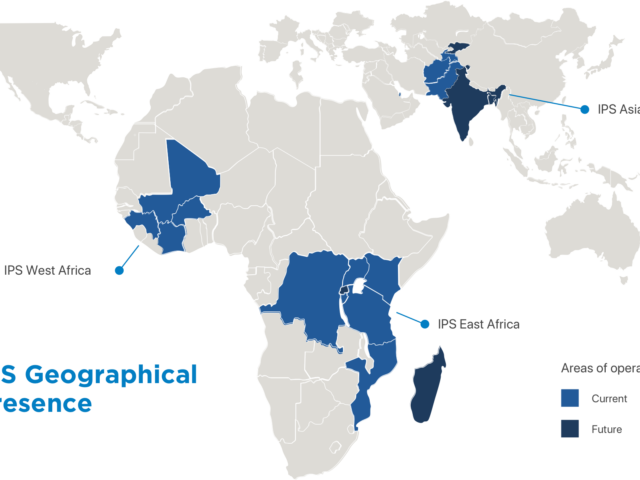 IPS Asia
IPS West Africa
IPS East Africa
S Geographical
resence
Areas of opera
Current
Future